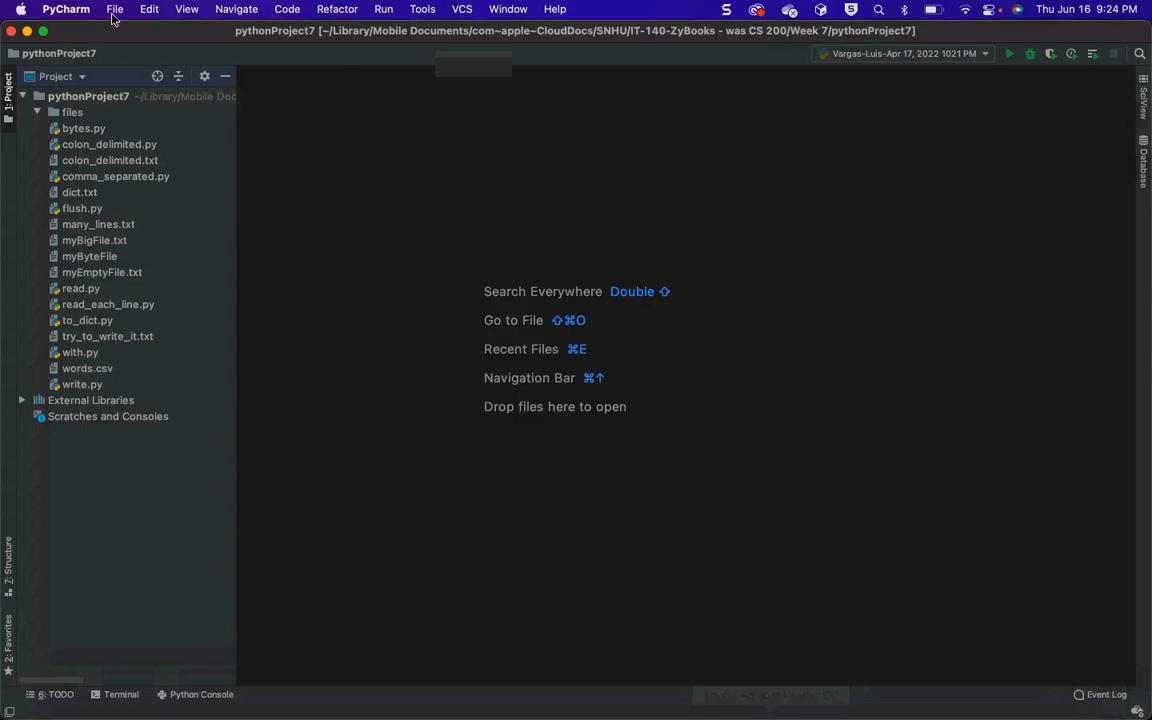 PyCharm File Edit View Navigate Code Refactor Run Tools VCS Window Help Thu Jun 16 9:24 PM
pythonProject7 [~/Library/Mobile Documents/com~apple~CloudDocs/SNHU/IT-140-ZyBooks - was CS 200/Week 7/pythonProject7]
pythonProject7 Vargas-Luis-Apr 17, 2022 1021 PM
Project
pythonProject7 ~/Library/Mobile Doc
files
bytes.py
colon_delimited.py
colon_delimited.txt
comma_separated.py
dict.txt
flush.py
many_lines.txt
myBigFile.txt
myByteFile
myEmptyFile.txt
read.py
read_each_line.py
to_dict.py
try_to_write_it.txt
with.py
words.csv
write.py
External Libraries
Scratches and Consoles
1: Project
7: Structure
2: Favorites
Search Everywhere Double ⇧
Go to File ⇧⌘O
Recent Files ⌘E
Navigation Bar ⌘↑
Drop files here to open
SciView
Database
6: TODO Terminal Python Console Event Log